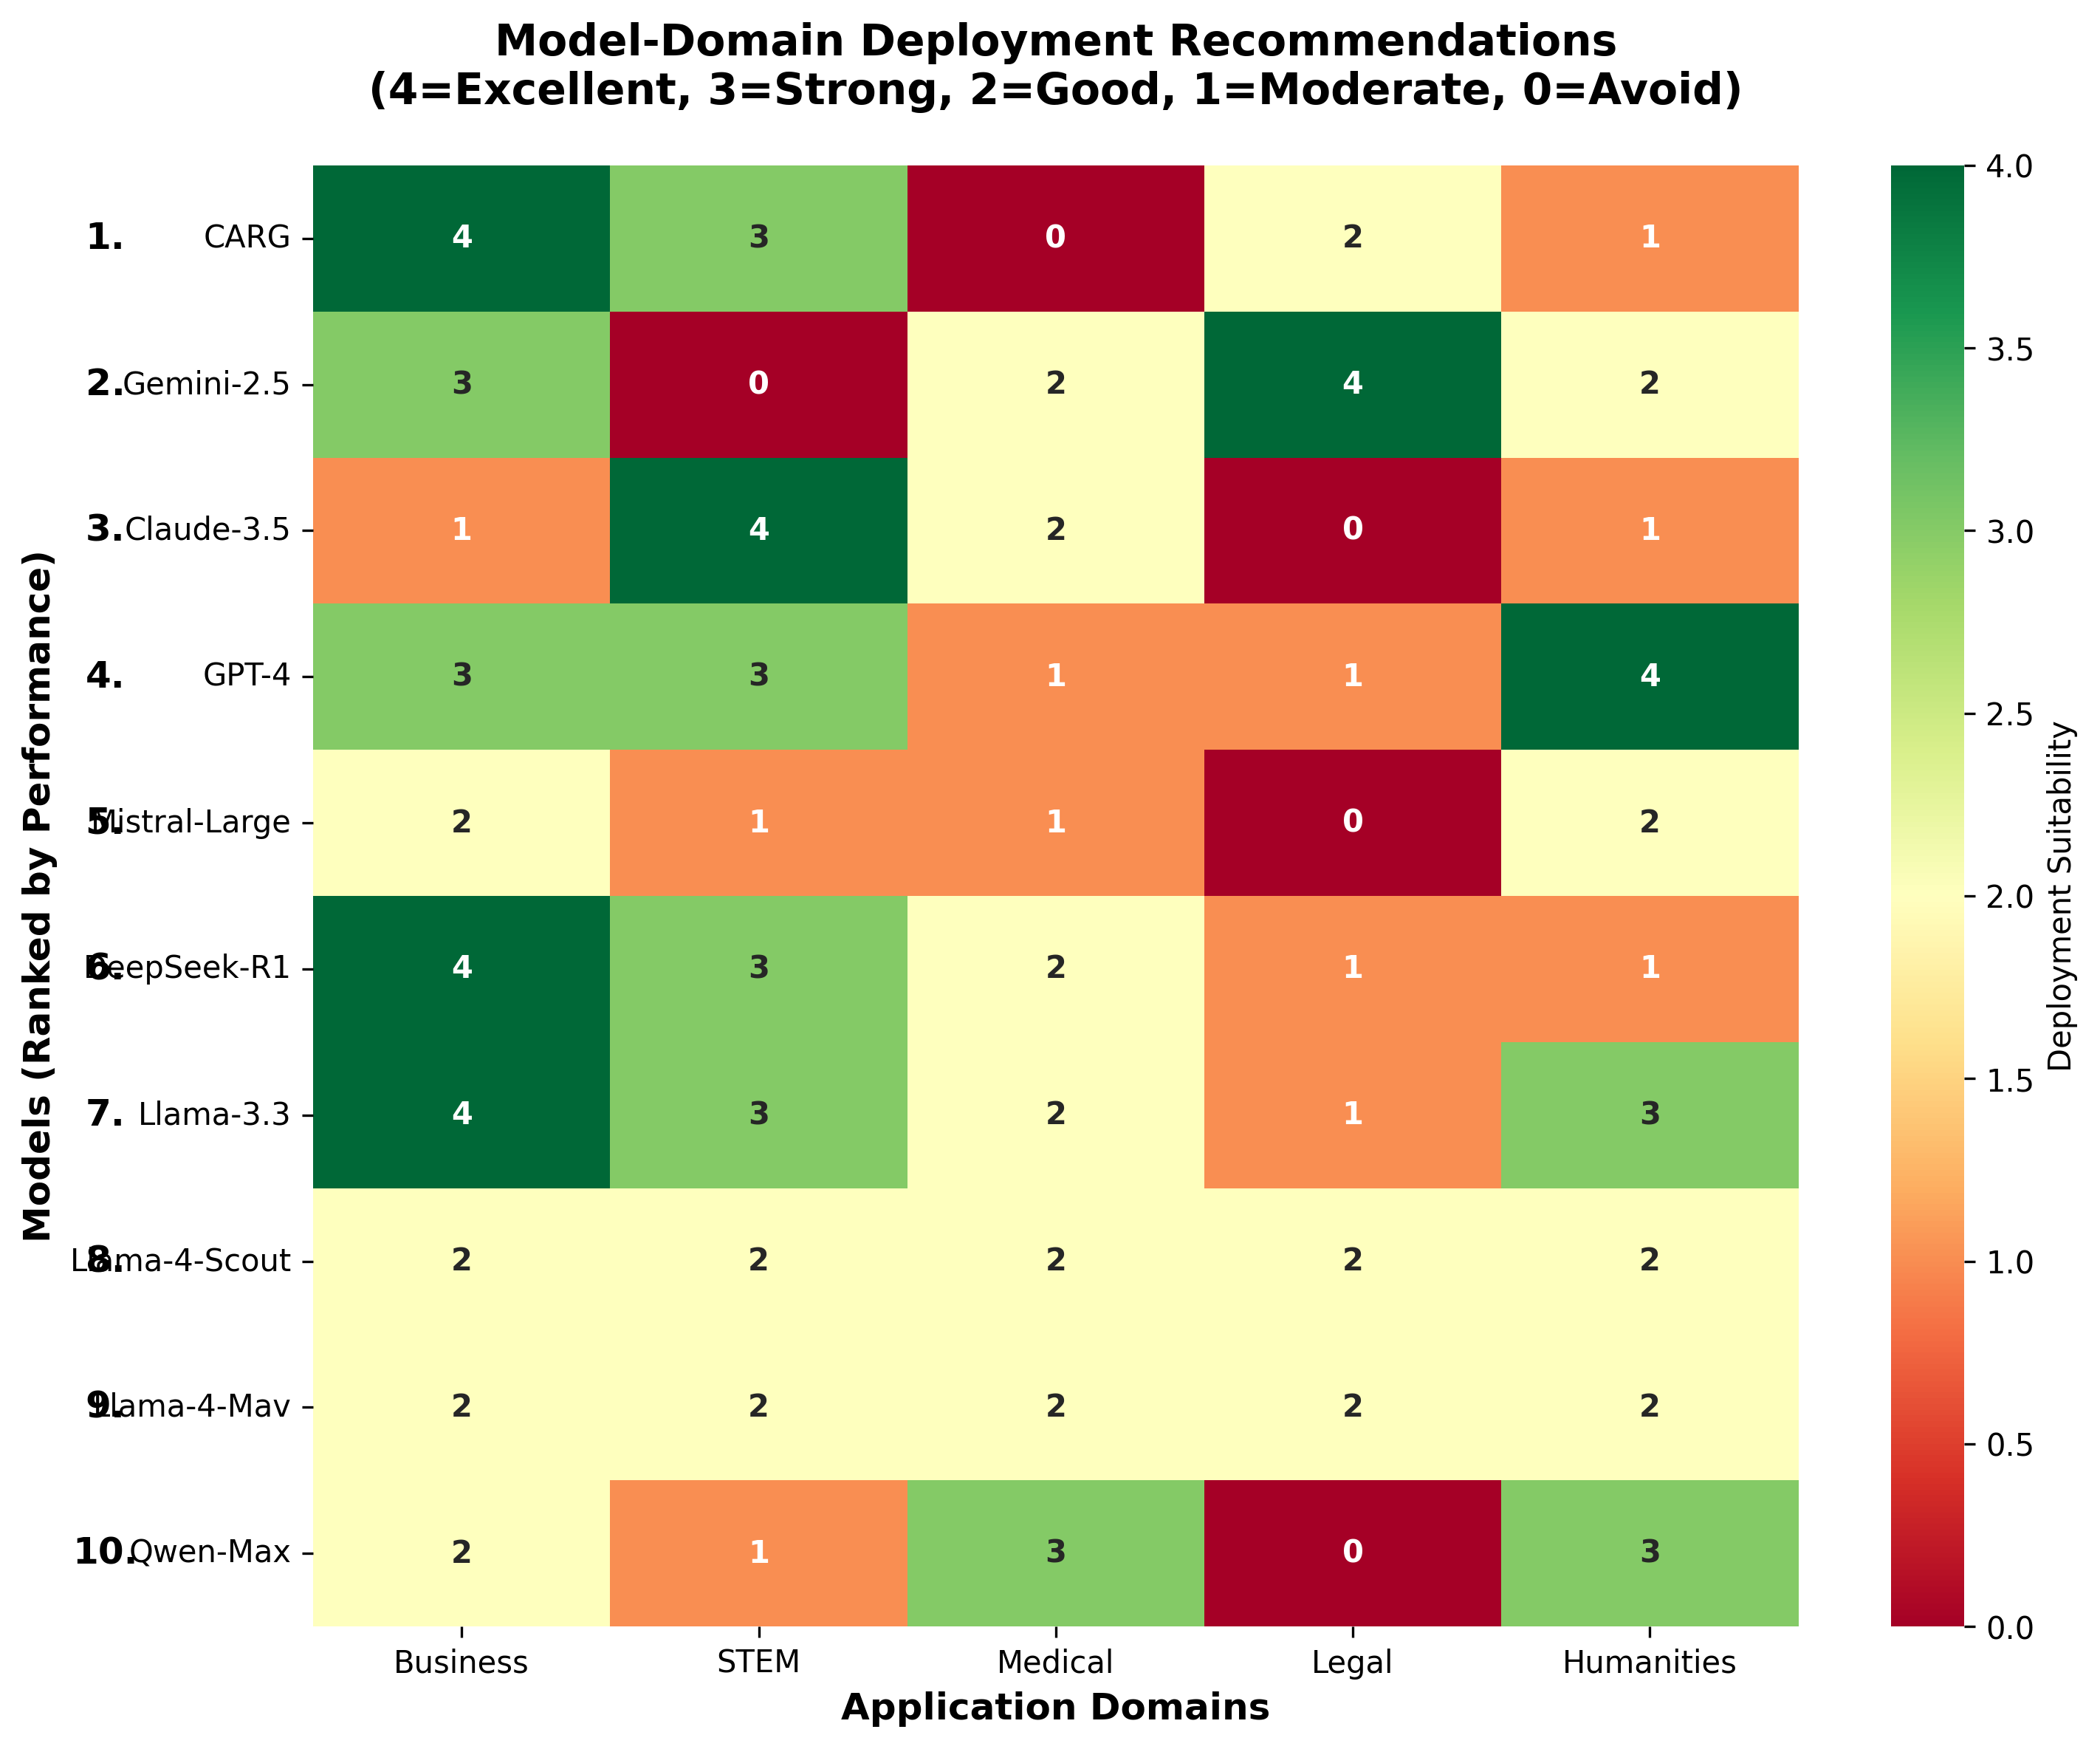 Model-Domain Deployment Recommendations
(4=Excellent, 3=Strong, 2=Good, 1=Moderate, 0=Avoid)
Models (Ranked by Performance)
1. CARG 4 3 0 2 1
2. Gemini-2.5 3 0 2 4 2
3. Claude-3.5 1 4 2 0 1
4. GPT-4 3 3 1 1 4
5. Mistral-Large 2 1 1 0 2
6. DeepSeek-R1 4 3 2 1 1
7. Llama-3.3 4 3 2 1 3
8. Llama-4-Scout 2 2 2 2 2
9. Llama-4-Mav 2 2 2 2 2
10. Qwen-Max 2 1 3 0 3
Business STEM Medical Legal Humanities
Application Domains
4.0
3.5
3.0
2.5
2.0
1.5
1.0
0.5
0.0
Deployment Suitability